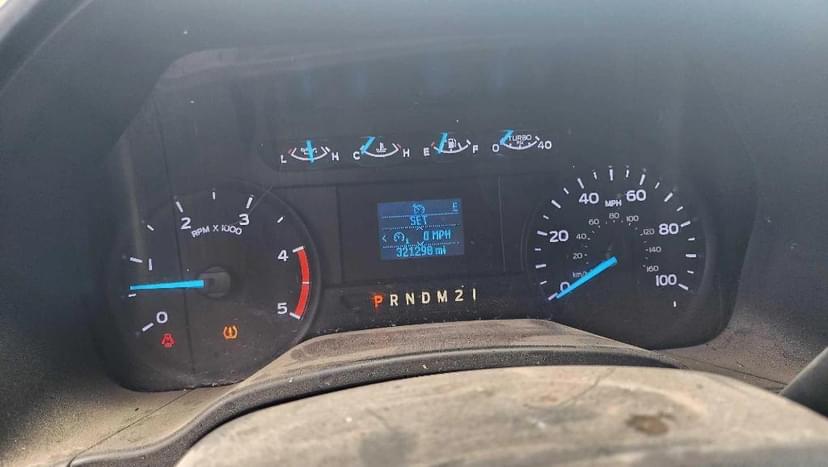 L H C H E F 0 TURBO 40
2 3
RPM X 1000
1 4
0 5
E
SET
0 MPH
321298 mi
P R N D M 2 1
40 60
MPH
20 80
0 100
60 80 100
40 120
20 140
km/h 160